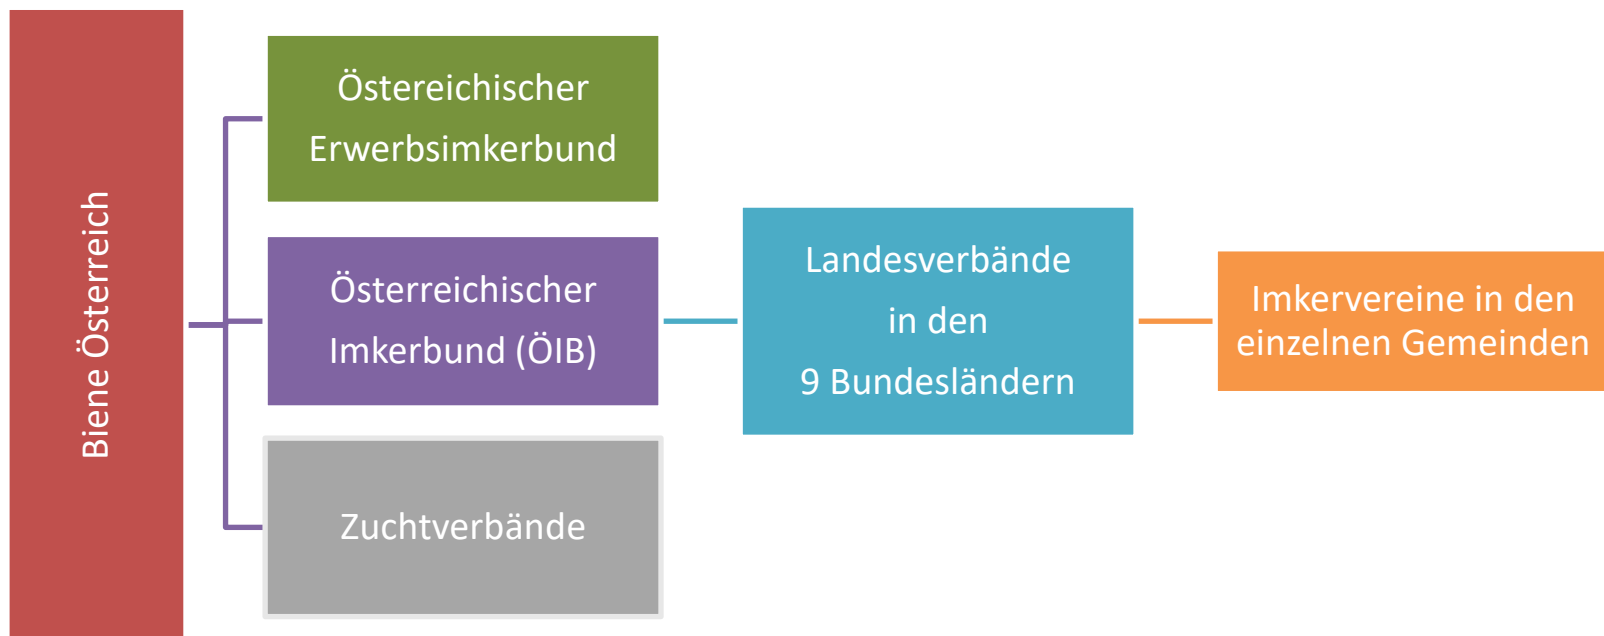 Biene Österreich
Östereichischer
Erwerbsimkerbund
Österreichischer
Imkerbund (ÖIB)
Zuchtverbände
Landesverbände
in den
9 Bundesländern
Imkervereine in den
einzelnen Gemeinden